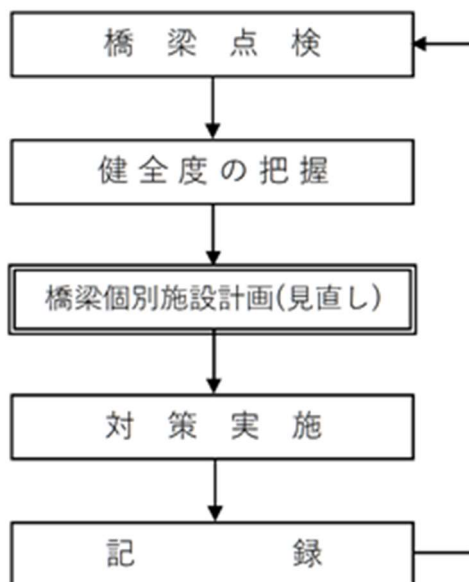 橋梁点検
健全度の把握
橋梁個別施設計画(見直し)
対策実施
記録